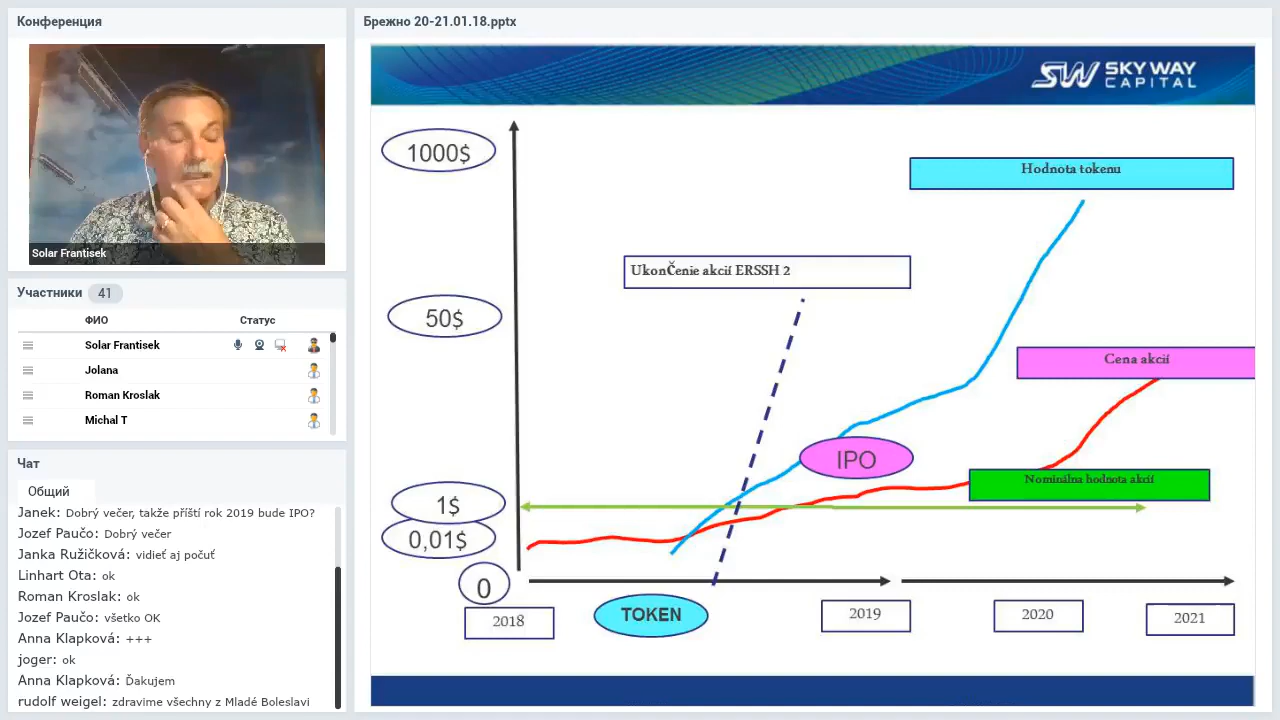 Конференция
Solar Frantisek
Участники 41
ФИО Статус
Solar Frantisek
Jolana
Roman Kroslak
Michal T
Чат
Общий
Janek: Dobrý večer, takže příští rok 2019 bude IPO?
Jozef Paučo: Dobrý večer
Janka Ružičková: vidieť aj počuť
Linhart Ota: ok
Roman Kroslak: ok
Jozef Paučo: všetko OK
Anna Klapková: +++
joger: ok
Anna Klapková: Ďakujem
rudolf weigel: zdravime všechny z Mladé Boleslavi
Брежно 20-21.01.18.pptx
SW SKY WAY
CAPITAL
1000$
Hodnota tokenu
UkonČenie akcií ERSSH 2
50$
Cena akcií
IPO
Nominálna hodnota akcií
1$
0,01$
0
2018
TOKEN
2019
2020
2021